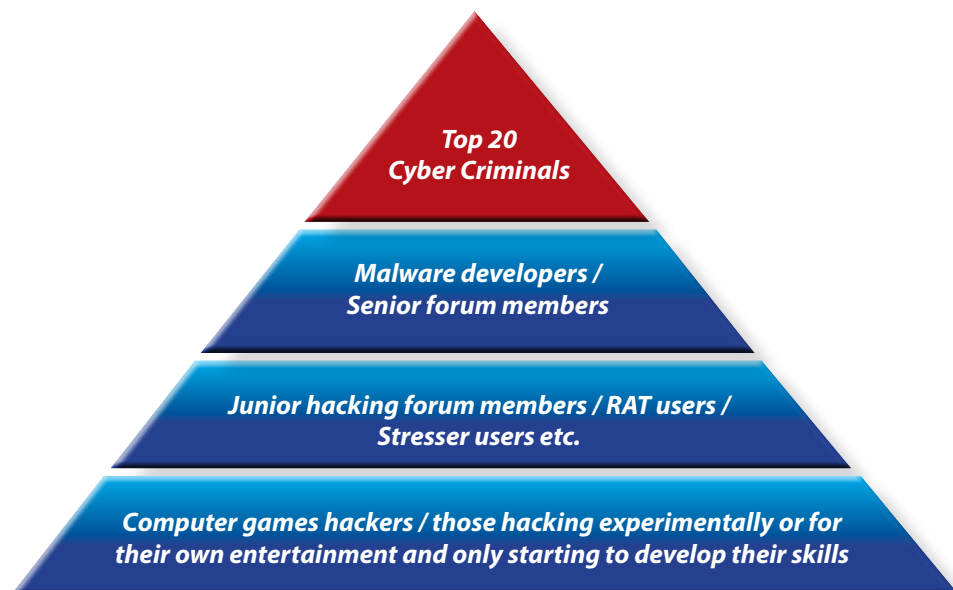 Top 20
Cyber Criminals
Malware developers /
Senior forum members
Junior hacking forum members / RAT users /
Stresser users etc.
Computer games hackers / those hacking experimentally or for
their own entertainment and only starting to develop their skills